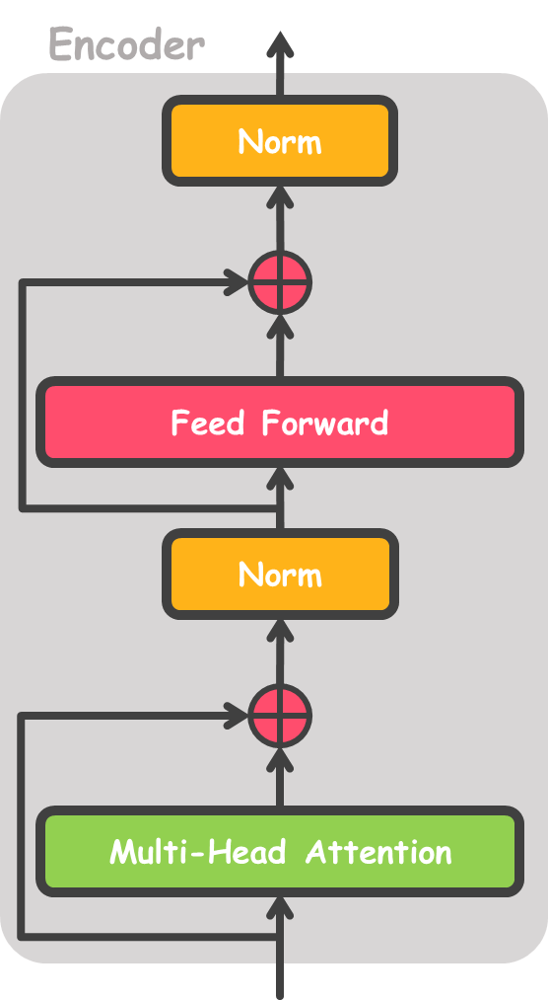 Encoder
Norm
Feed Forward
Norm
Multi-Head Attention